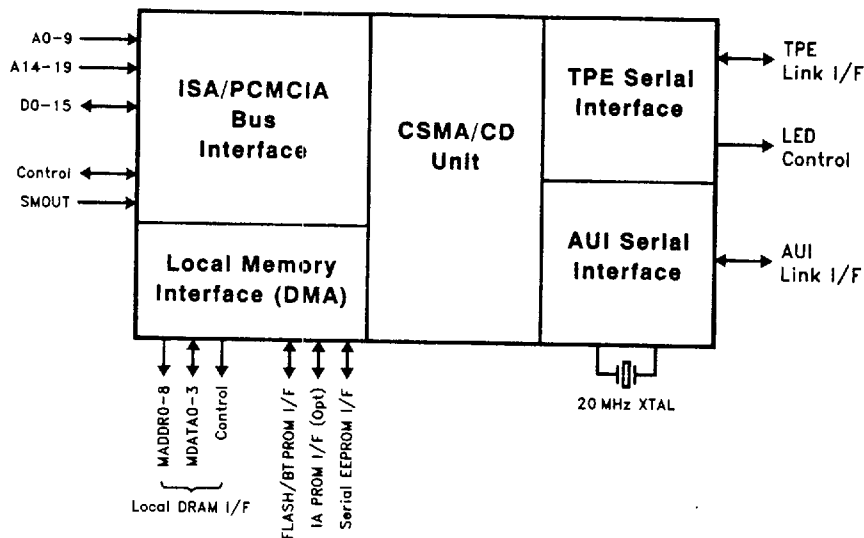 A0-9
A14-19
D0-15
Control
SMOUT
ISA/PCMCIA
Bus
Interface
Local Memory
Interface (DMA)
CSMA/CD
Unit
TPE Serial
Interface
AUI Serial
Interface
TPE
Link I/F
LED
Control
AUI
Link I/F
20 MHz XTAL
MADDR0-8
MDATA0-3
Control
Local DRAM I/F
FLASH/BT PROM I/F
IA PROM I/F (Opt)
Serial EEPROM I/F